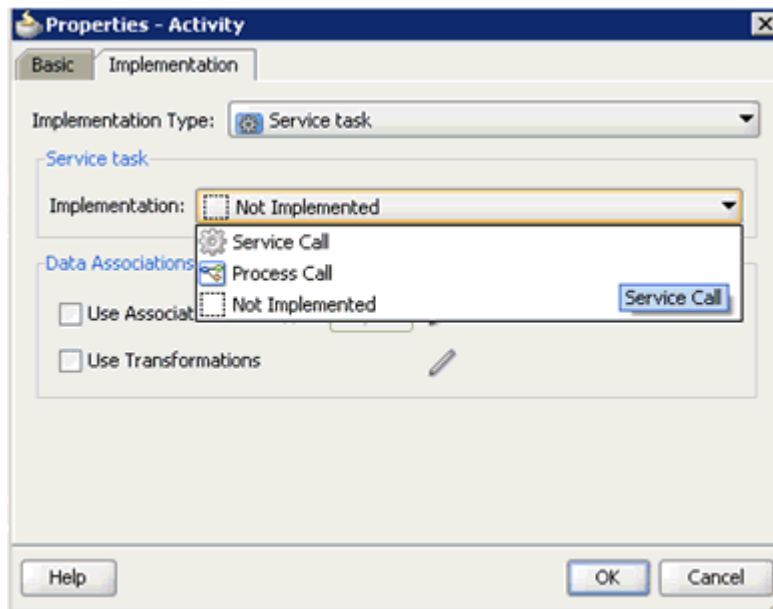 Properties - Activity
Basic Implementation
Implementation Type: Service task
Service task
Implementation: Not Implemented
Service Call
Data Associations
Process Call
Not Implemented
Service Call
Use
Use Transformations
Help OK Cancel